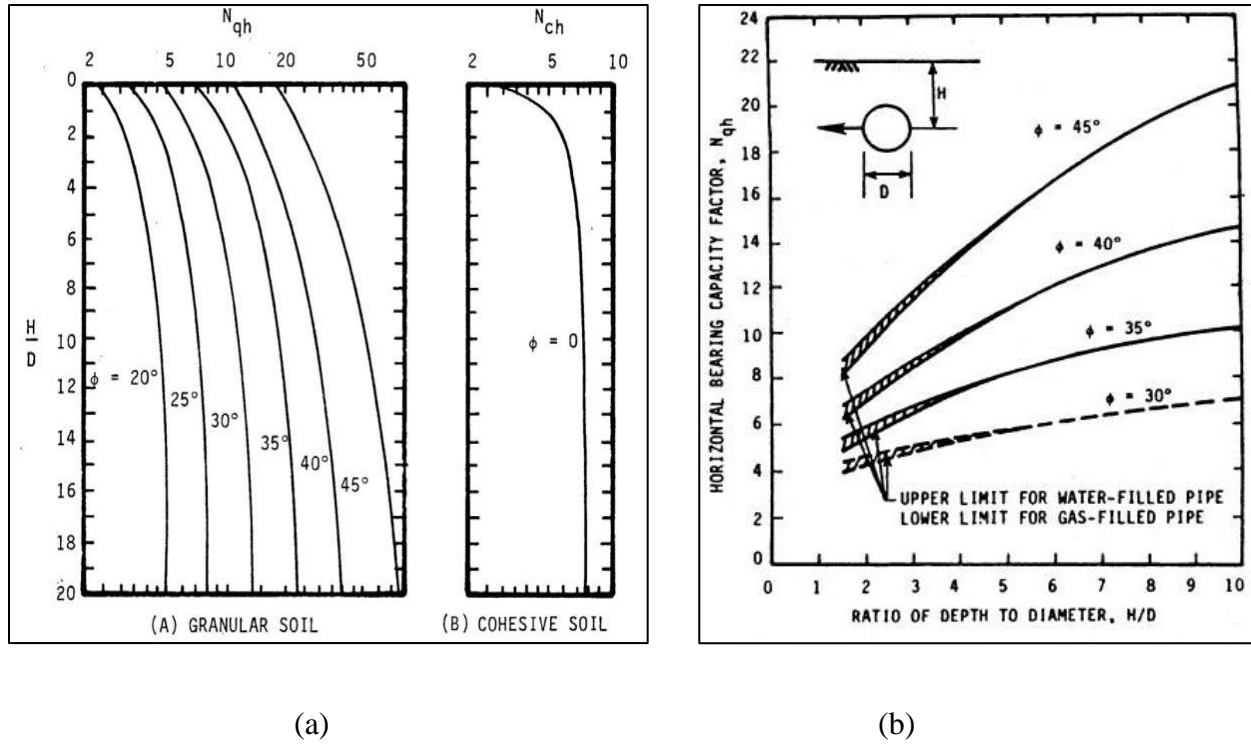 N_qh
2 5 10 20 50
N_ch
2 5 10
0
2
4
6
8
10
12
14
16
18
20
H
D
ϕ = 20°
25°
30°
35°
40°
45°
ϕ = 0
(A) GRANULAR SOIL
(B) COHESIVE SOIL
HORIZONTAL BEARING CAPACITY FACTOR, N_qh
24
22
20
18
16
14
12
10
8
6
4
2
0
H
D
ϕ = 45°
ϕ = 40°
ϕ = 35°
ϕ = 30°
UPPER LIMIT FOR WATER-FILLED PIPE
LOWER LIMIT FOR GAS-FILLED PIPE
0 1 2 3 4 5 6 7 8 9 10
RATIO OF DEPTH TO DIAMETER, H/D
(a)
(b)